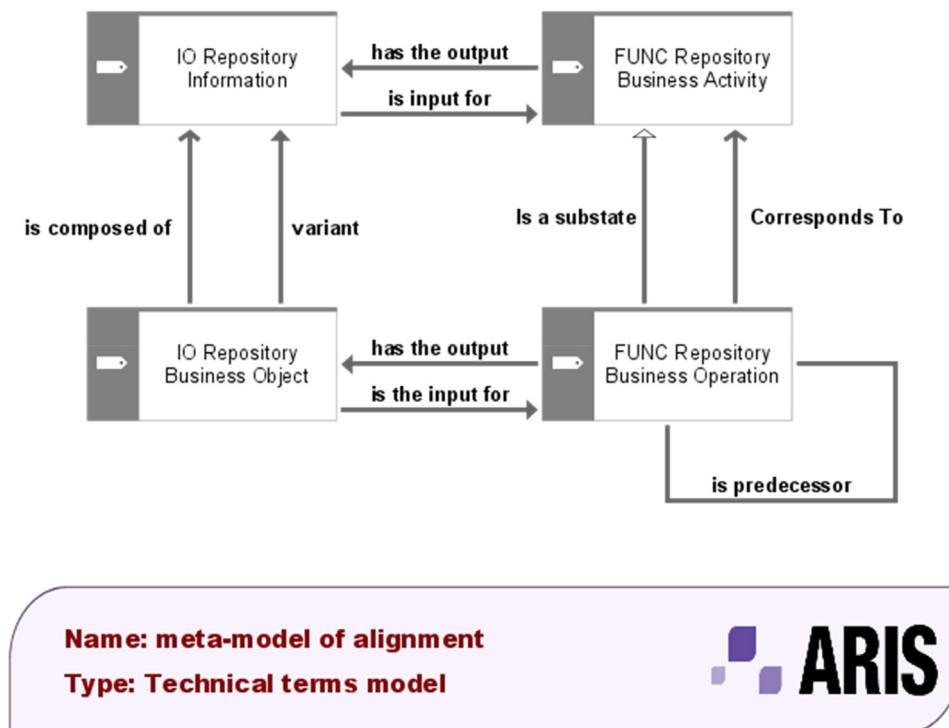 IO Repository
Information
has the output
is input for
FUNC Repository
Business Activity
is composed of
variant
Is a substate
Corresponds To
IO Repository
Business Object
has the output
is the input for
FUNC Repository
Business Operation
is predecessor
Name: meta-model of alignment
Type: Technical terms model
ARIS